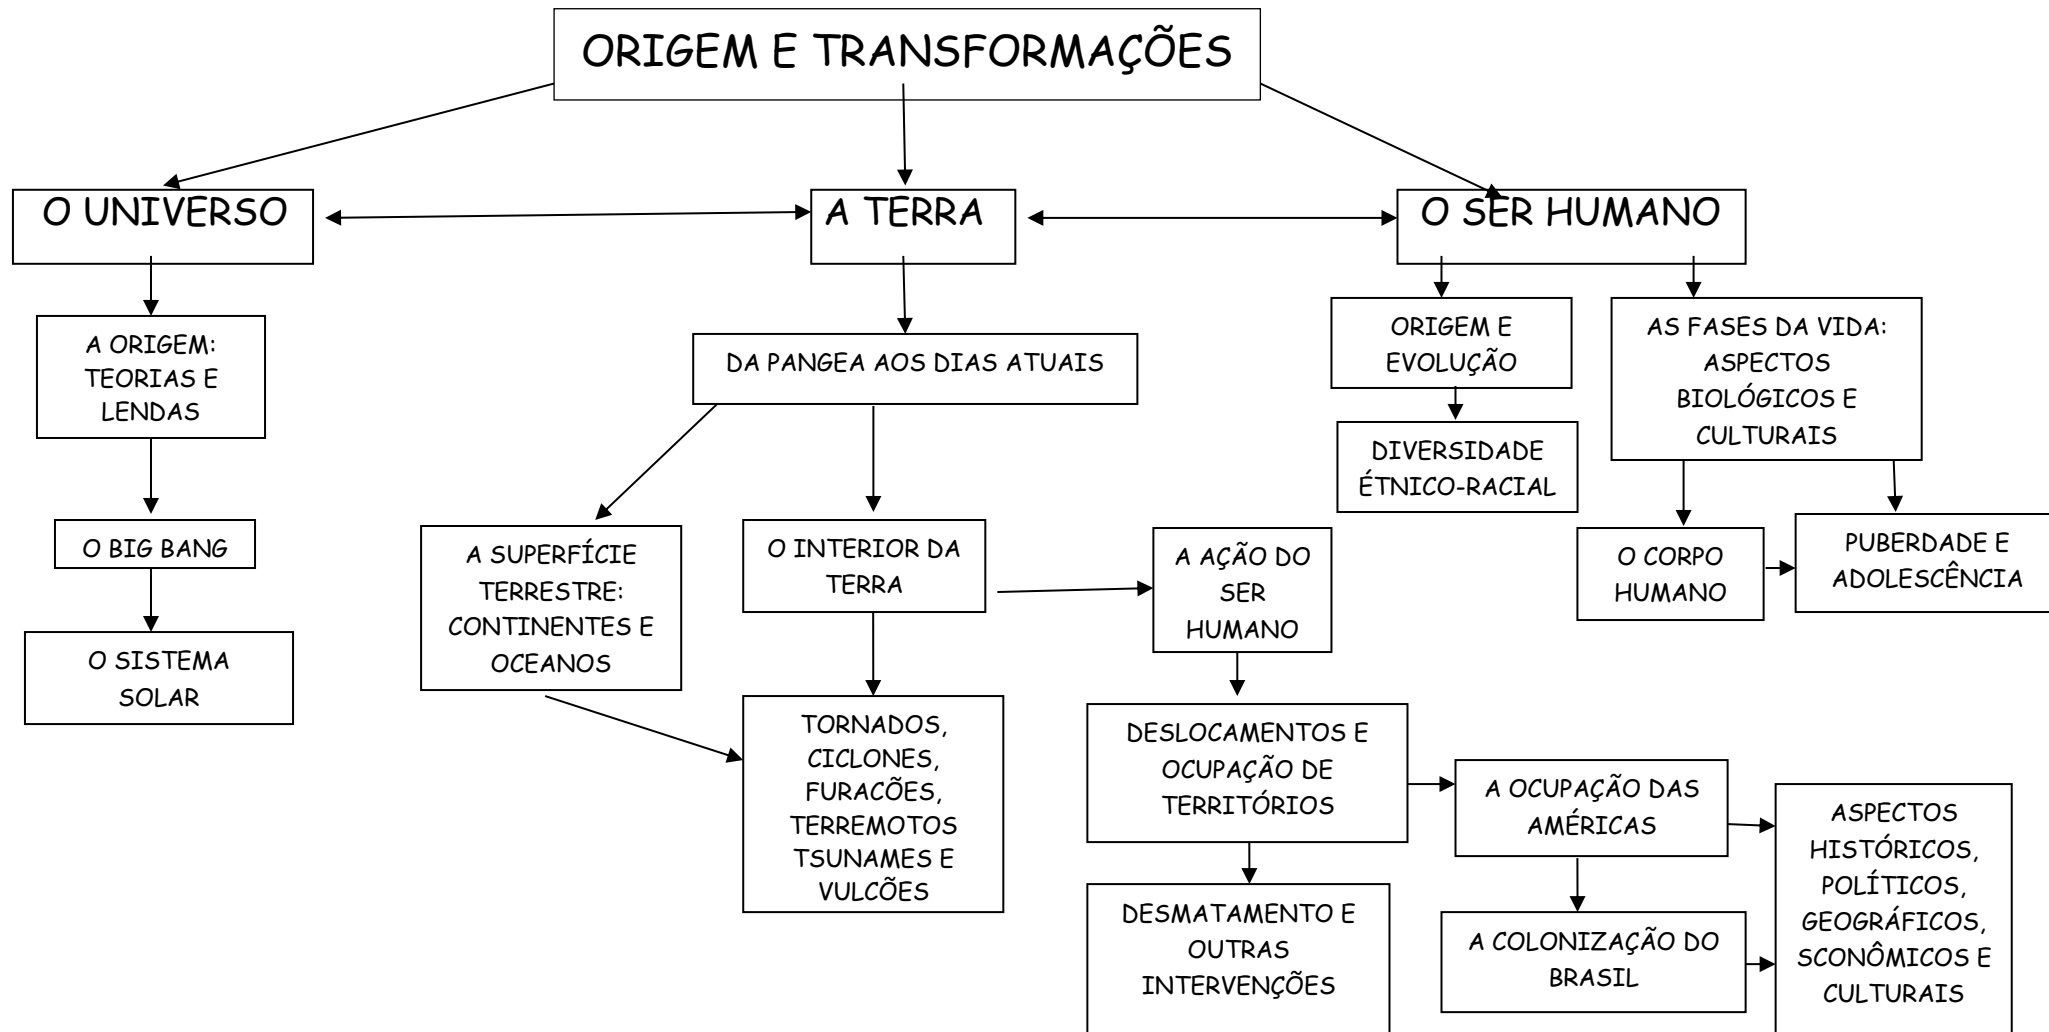 ORIGEM E TRANSFORMAÇÕES
O UNIVERSO
A TERRA
O SER HUMANO
A ORIGEM:
TEORIAS E
LENDAS
O BIG BANG
O SISTEMA
SOLAR
DA PANGEA AOS DIAS ATUAIS
A SUPERFÍCIE
TERRESTRE:
CONTINENTES E
OCEANOS
O INTERIOR DA
TERRA
TORNADOS,
CICLONES,
FURACÕES,
TERREMOTOS
TSUNAMES E
VULCÕES
A AÇÃO DO
SER
HUMANO
DESLOCAMENTOS E
OCUPAÇÃO DE
TERRITÓRIOS
DESMATAMENTO E
OUTRAS
INTERVENÇÕES
A OCUPAÇÃO DAS
AMÉRICAS
A COLONIZAÇÃO DO
BRASIL
ASPECTOS
HISTÓRICOS,
POLÍTICOS,
GEOGRÁFICOS,
SCONÔMICOS E
CULTURAIS
ORIGEM E
EVOLUÇÃO
DIVERSIDADE
ÉTNICO-RACIAL
AS FASES DA VIDA:
ASPECTOS
BIOLÓGICOS E
CULTURAIS
O CORPO
HUMANO
PUBERDADE E
ADOLESCÊNCIA